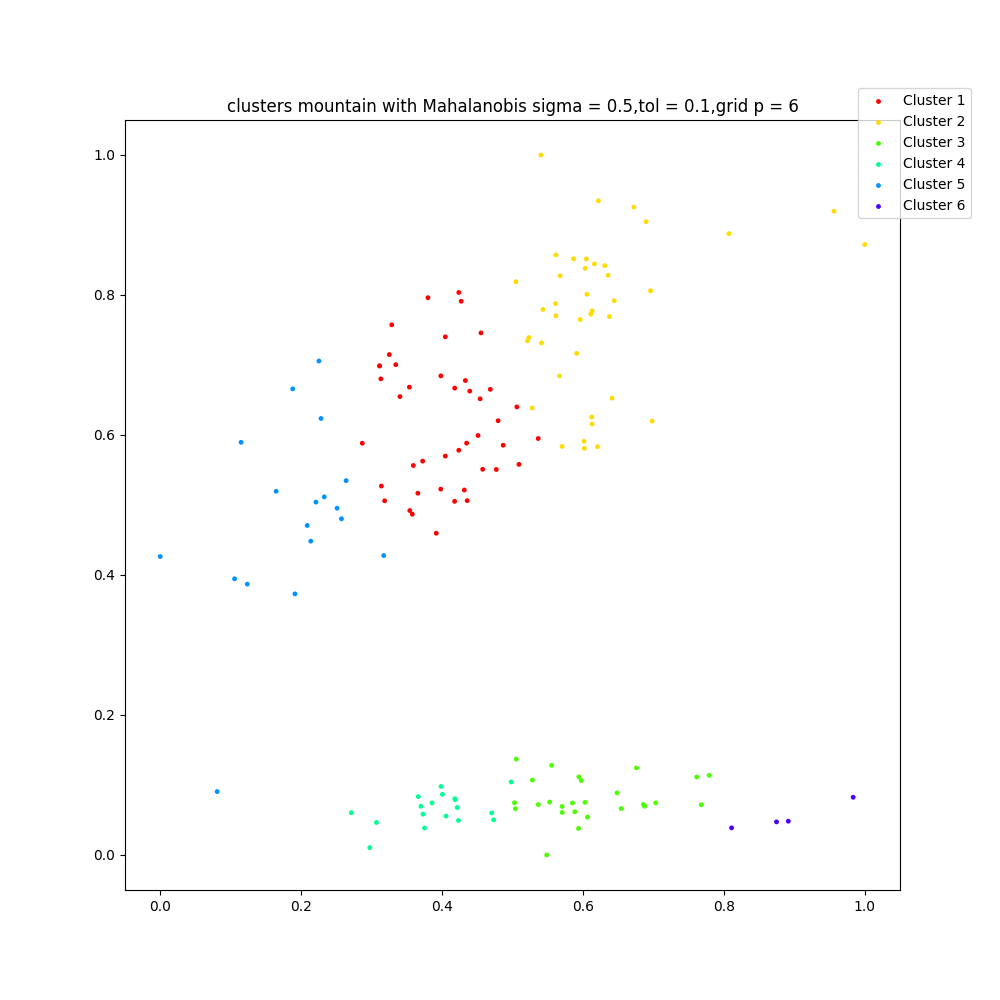 clusters mountain with Mahalanobis sigma = 0.5,tol = 0.1,grid p = 6
Cluster 1
Cluster 2
Cluster 3
Cluster 4
Cluster 5
Cluster 6
1.0
0.8
0.6
0.4
0.2
0.0
0.0 0.2 0.4 0.6 0.8 1.0